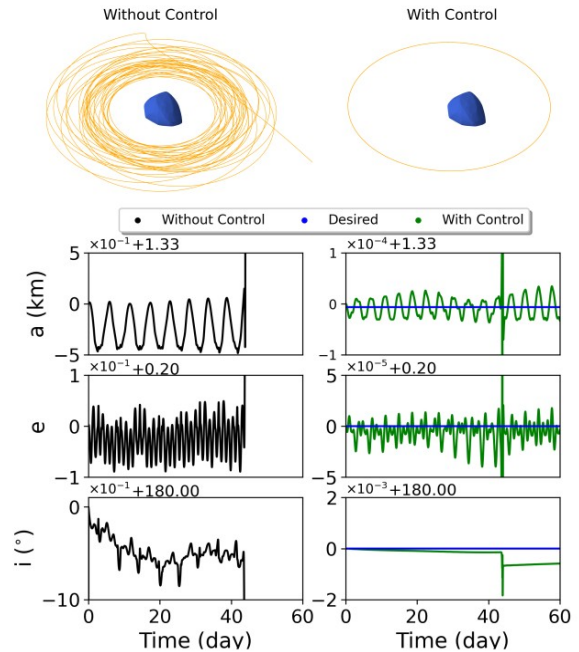 Without Control
With Control
Without Control Desired With Control
×10⁻¹+1.33
×10⁻⁴+1.33
a (km)
5
0
−5
1
0
−1
×10⁻¹+0.20
×10⁻⁵+0.20
e
1
0
−1
5
0
−5
×10⁻¹+180.00
×10⁻³+180.00
i (°)
0
−10
2
0
−2
0 20 40 60
0 20 40 60
Time (day)
Time (day)